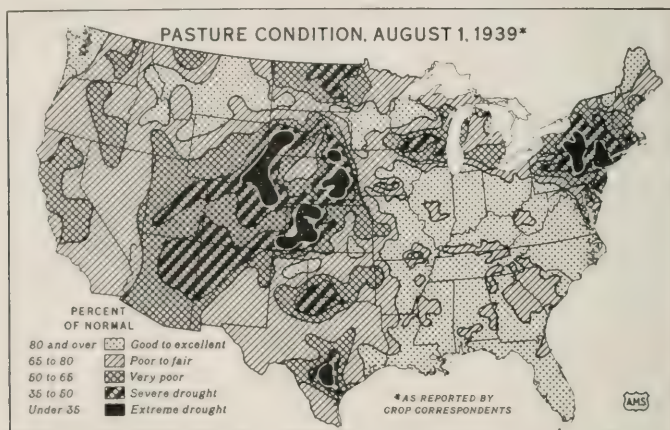 PASTURE CONDITION, AUGUST 1, 1939*
PERCENT
OF NORMAL
80 and over Good to excellent
65 to 80 Poor to fair
50 to 65 Very poor
35 to 50 Severe drought
Under 35 Extreme drought
*AS REPORTED BY
CROP CORRESPONDENTS
AMS